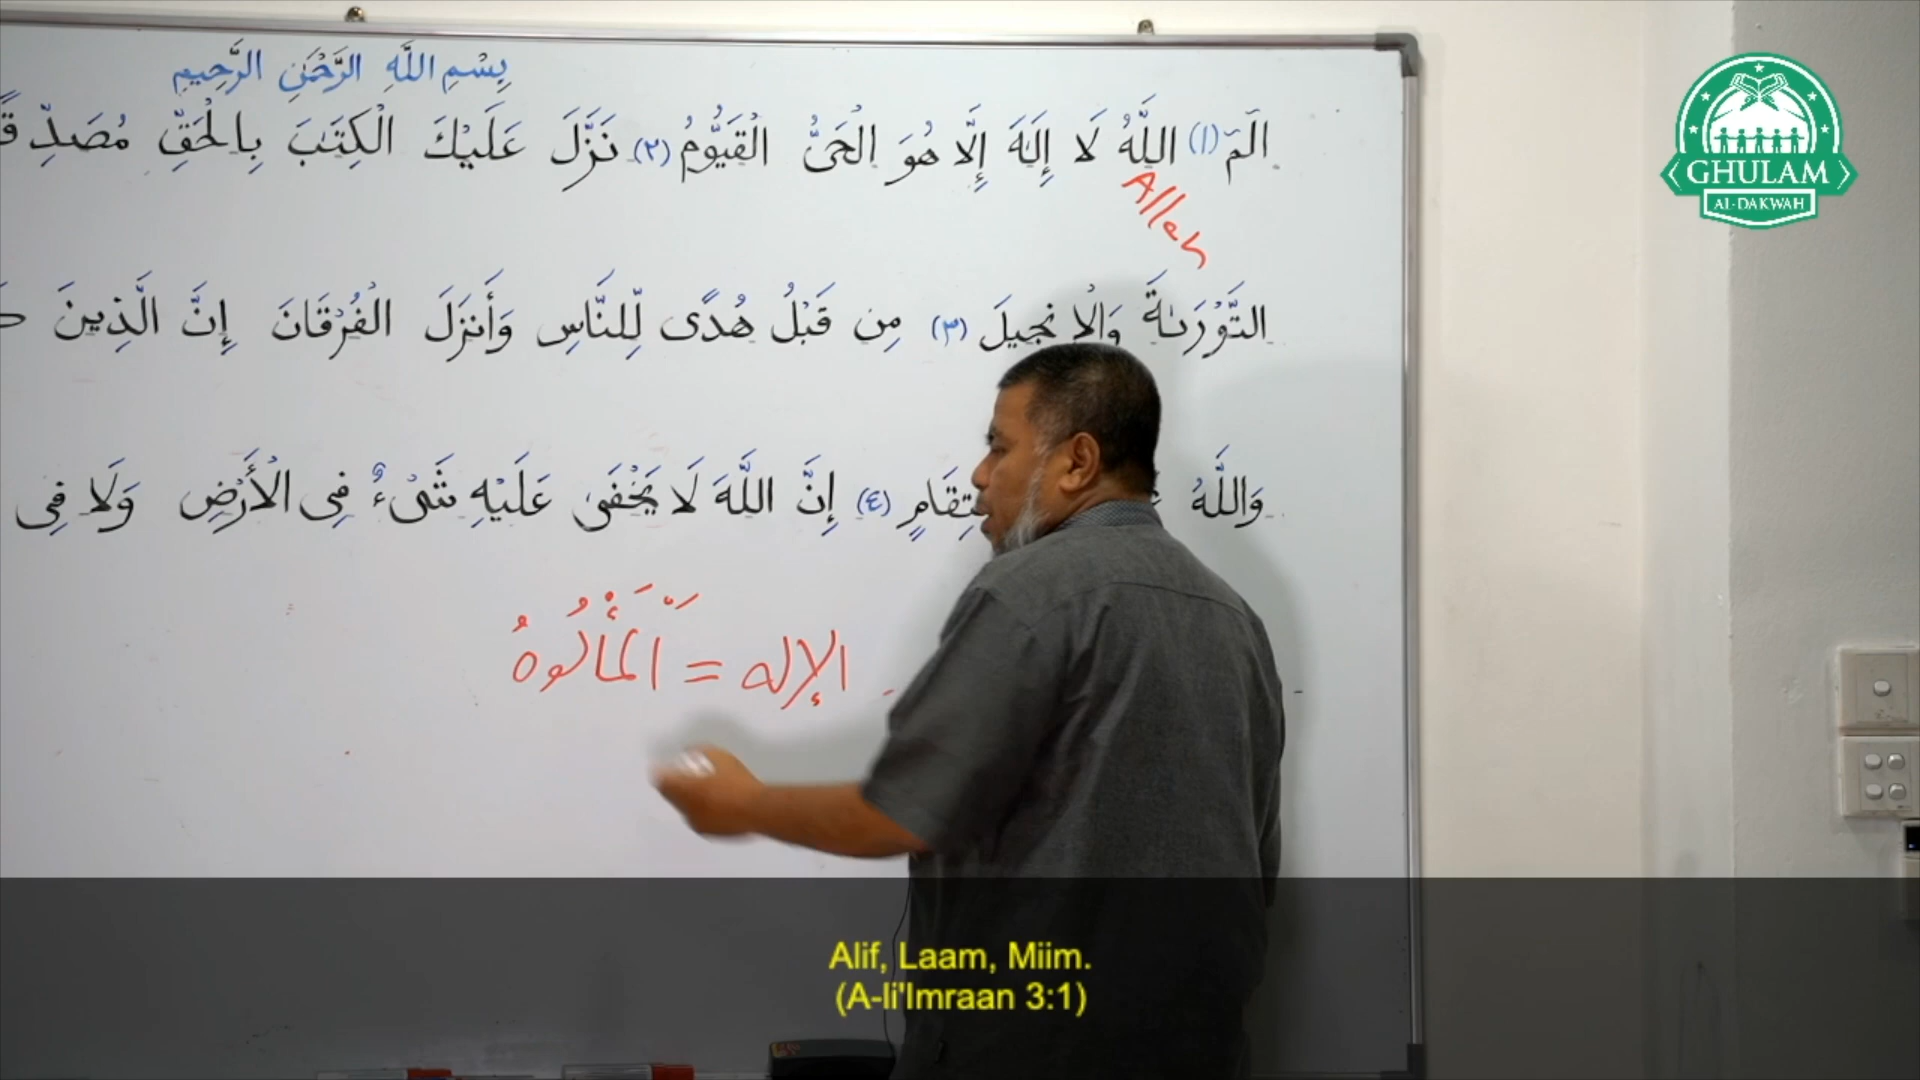 بِسْمِ اللَّهِ الرَّحْمَٰنِ الرَّحِيمِ
الٓمٓ (١) اللَّهُ لَا إِلَٰهَ إِلَّا هُوَ الْحَىُّ الْقَيُّومُ (٢) نَزَّلَ عَلَيْكَ الْكِتَٰبَ بِالْحَقِّ مُصَدِّقًا
Allah
التَّوْرَىٰةَ وَالْإِنجِيلَ (٣) مِن قَبْلُ هُدًى لِّلنَّاسِ وَأَنزَلَ الْفُرْقَانَ إِنَّ الَّذِينَ
وَاللَّهُ (٤) إِنَّ اللَّهَ لَا يَخْفَىٰ عَلَيْهِ شَىْءٌ فِى الْأَرْضِ وَلَا فِى
الإله = الْمَأْلُوهُ
GHULAM
Al-DAKWAH
Alif, Laam, Miim.
(A-li'Imraan 3:1)